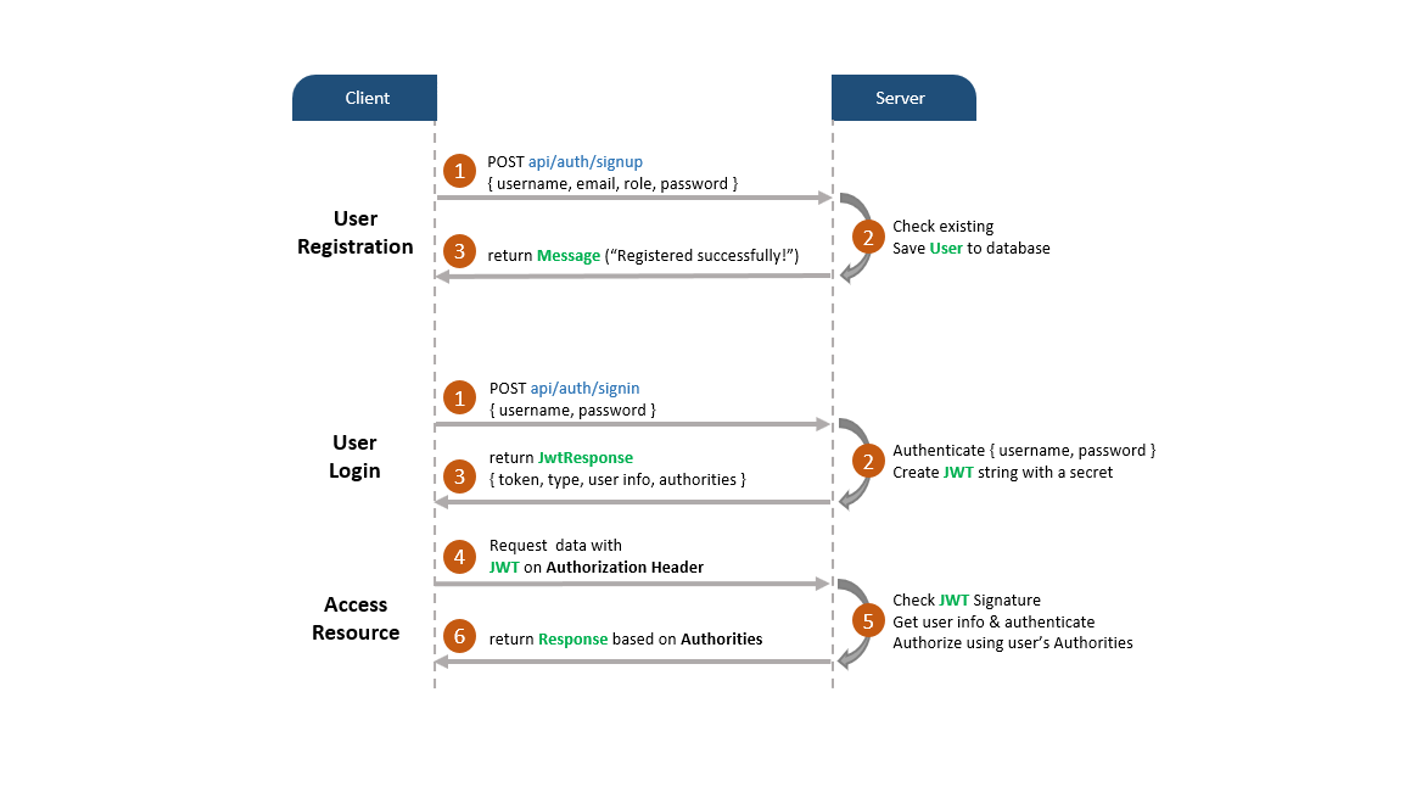 Client
Server
1
POST api/auth/signup
{ username, email, role, password }
User
Registration
2
Check existing
Save User to database
3
return Message (“Registered successfully!”)
1
POST api/auth/signin
{ username, password }
User
Login
2
Authenticate { username, password }
Create JWT string with a secret
3
return JwtResponse
{ token, type, user info, authorities }
4
Request  data with
JWT on Authorization Header
Access
Resource
5
Check JWT Signature
Get user info & authenticate
Authorize using user’s Authorities
6
return Response based on Authorities